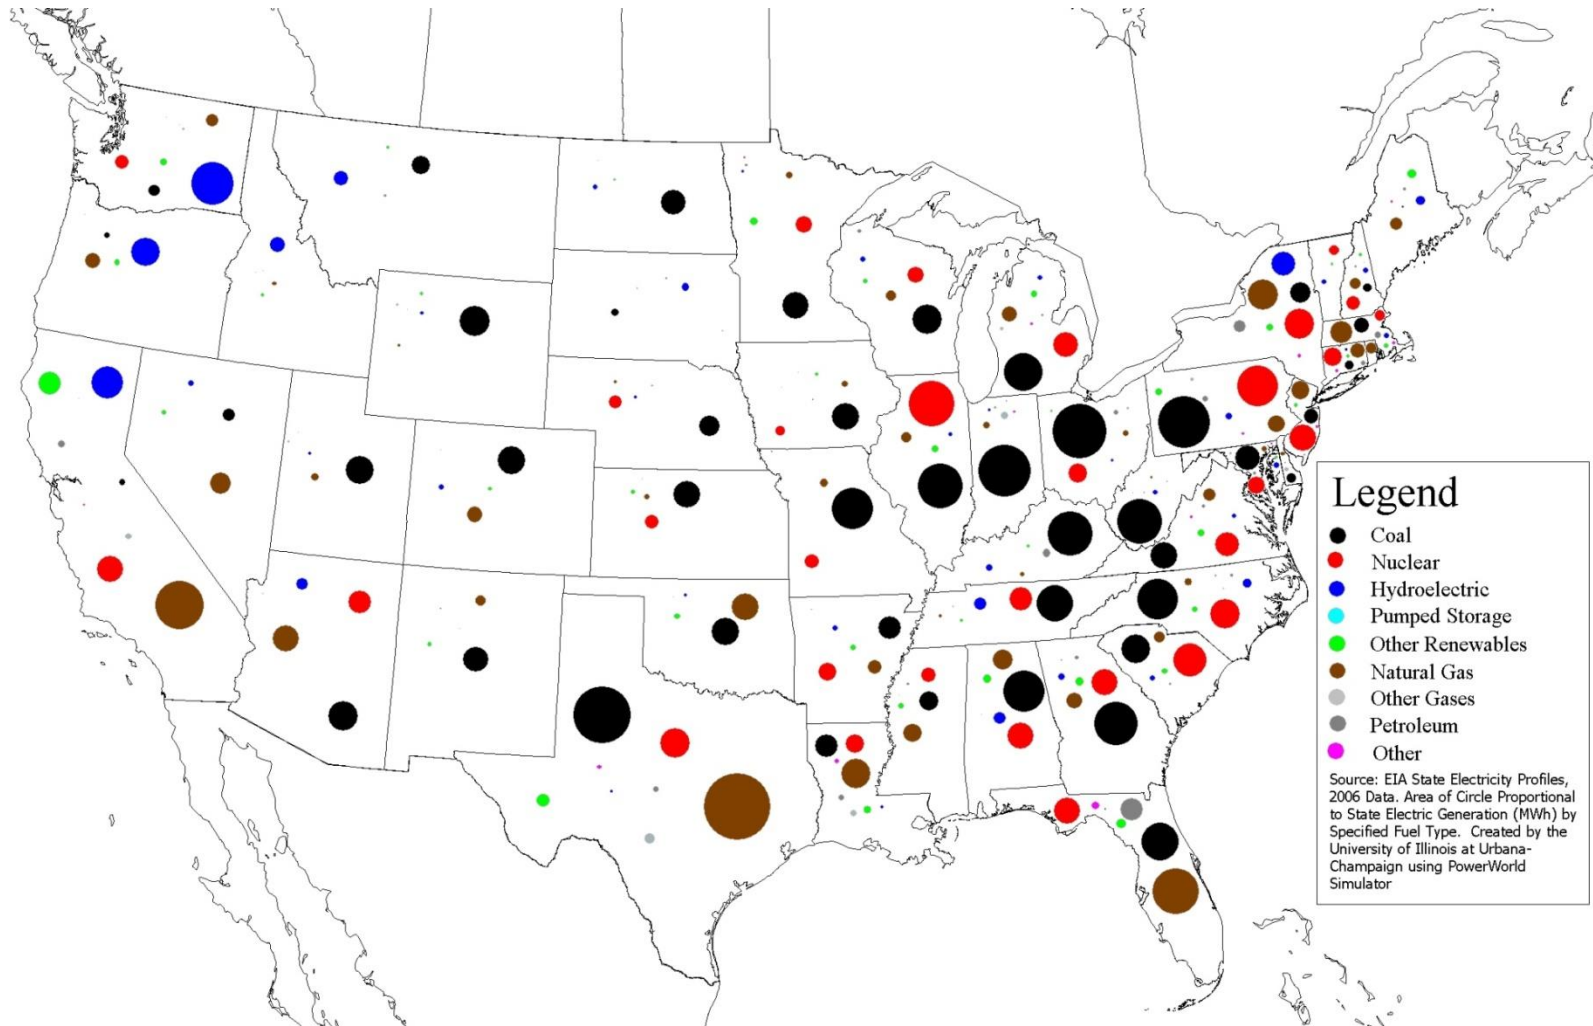 Legend
Coal
Nuclear
Hydroelectric
Pumped Storage
Other Renewables
Natural Gas
Other Gases
Petroleum
Other
Source: EIA State Electricity Profiles,
2006 Data. Area of Circle Proportional
to State Electric Generation (MWh) by
Specified Fuel Type.  Created by the
University of Illinois at Urbana-
Champaign using PowerWorld
Simulator